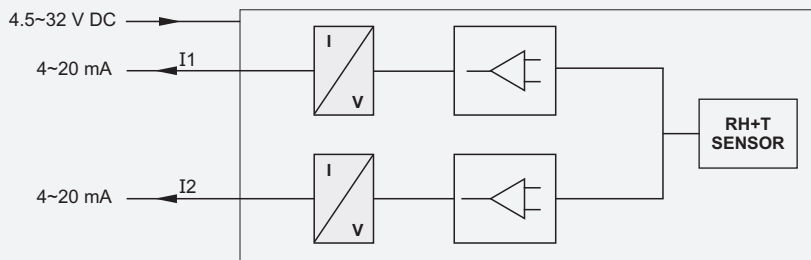 4.5~32 V DC
4~20 mA
I1
I
V
RH+T
SENSOR
4~20 mA
I2
I
V